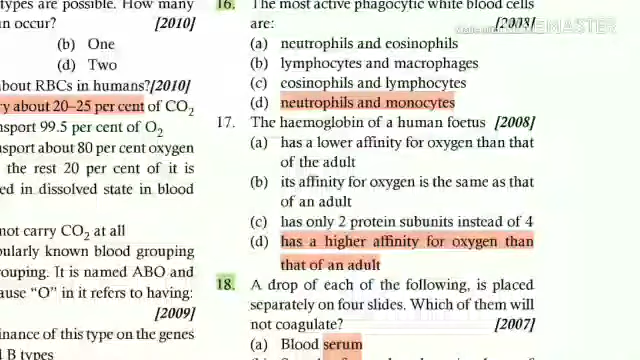 types are possible. How many
n occur? [2010]
(b) One
(d) Two
about RBCs in humans? [2010]
ry about 20–25 per cent of CO₂
nsport 99.5 per cent of O₂
nsport about 80 per cent oxygen
the rest 20 per cent of it is
ed in dissolved state in blood
not carry CO₂ at all
pularly known blood grouping
rouping. It is named ABO and
ause “O” in it refers to having:
[2009]
inance of this type on the genes
d B types
16. The most active phagocytic white blood cells
are: [2008]
(a) neutrophils and eosinophils
(b) lymphocytes and macrophages
(c) eosinophils and lymphocytes
(d) neutrophils and monocytes
17. The haemoglobin of a human foetus [2008]
(a) has a lower affinity for oxygen than that
of the adult
(b) its affinity for oxygen is the same as that
of an adult
(c) has only 2 protein subunits instead of 4
(d) has a higher affinity for oxygen than
that of an adult
18. A drop of each of the following, is placed
separately on four slides. Which of them will
not coagulate? [2007]
(a) Blood serum